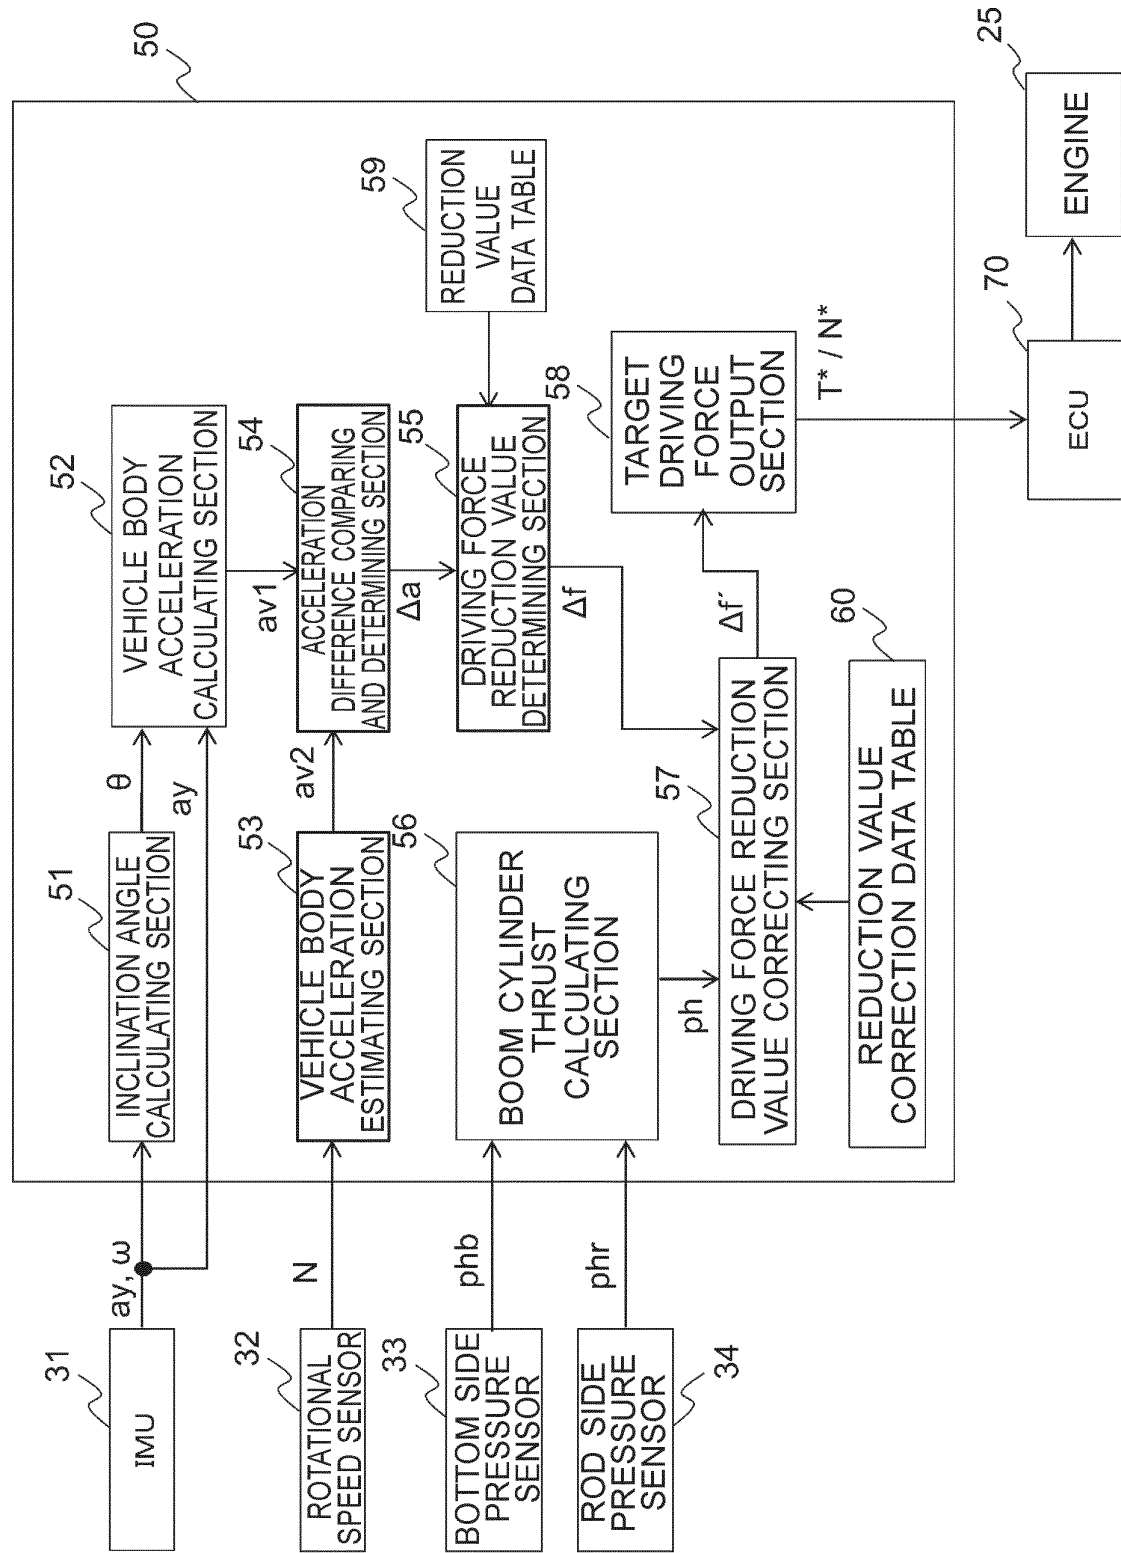 50
31
IMU
ay, ω
51
INCLINATION ANGLE
CALCULATING SECTION
θ
ay
52
VEHICLE BODY
ACCELERATION
CALCULATING SECTION
av1
32
ROTATIONAL
SPEED SENSOR
N
53
VEHICLE BODY
ACCELERATION
ESTIMATING SECTION
av2
54
ACCELERATION
DIFFERENCE COMPARING
AND DETERMINING SECTION
Δa
55
DRIVING FORCE
REDUCTION VALUE
DETERMINING SECTION
Δf
59
REDUCTION
VALUE
DATA TABLE
33
BOTTOM SIDE
PRESSURE
SENSOR
phb
34
ROD SIDE
PRESSURE
SENSOR
phr
56
BOOM CYLINDER
THRUST
CALCULATING
SECTION
ph
57
DRIVING FORCE REDUCTION
VALUE CORRECTING SECTION
Δf´
58
TARGET
DRIVING
FORCE
OUTPUT
SECTION
T* / N*
60
REDUCTION VALUE
CORRECTION DATA TABLE
70
ECU
25
ENGINE